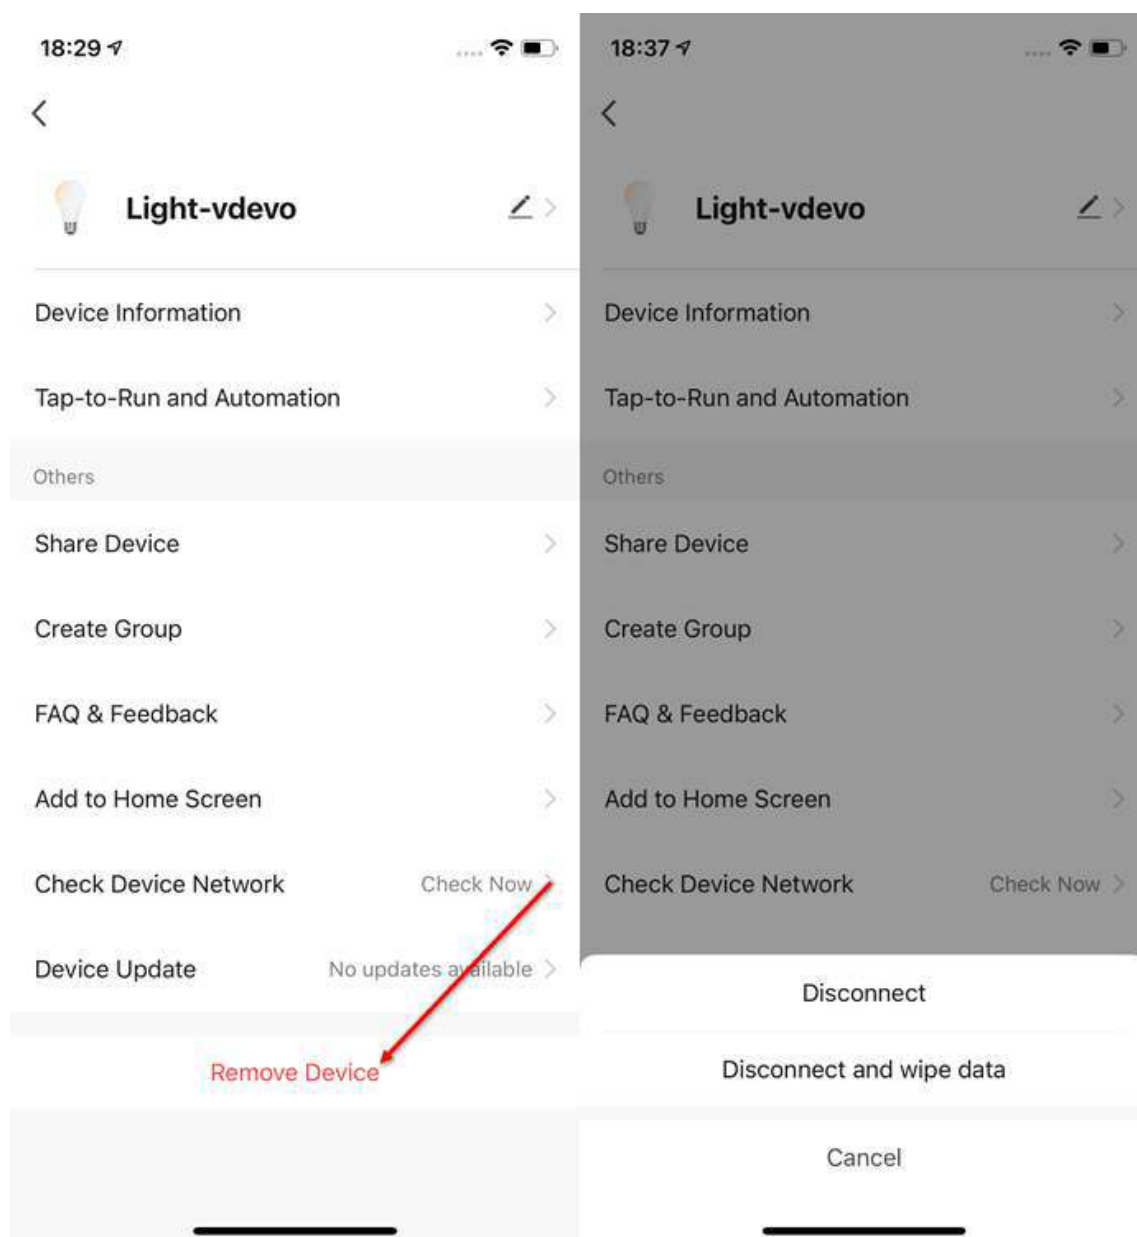 18:29
Light-vdevo
Device Information
Tap-to-Run and Automation
Others
Share Device
Create Group
FAQ & Feedback
Add to Home Screen
Check Device Network Check Now
Device Update No updates available
Remove Device
18:37
Light-vdevo
Device Information
Tap-to-Run and Automation
Others
Share Device
Create Group
FAQ & Feedback
Add to Home Screen
Check Device Network Check Now
Disconnect
Disconnect and wipe data
Cancel